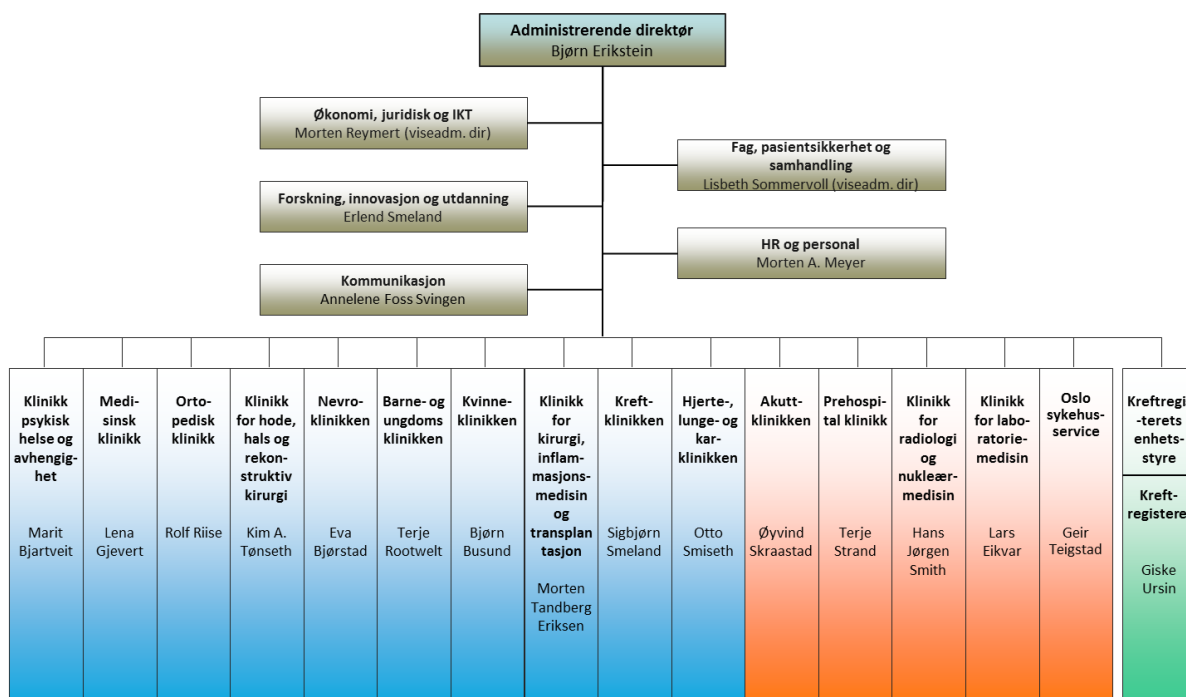 Administrerende direktør
Bjørn Erikstein
Økonomi, juridisk og IKT
Morten Reymert (viseadm. dir)
Fag, pasientsikkerhet og
samhandling
Lisbeth Sommervoll (viseadm. dir)
Forskning, innovasjon og utdanning
Erlend Smeland
HR og personal
Morten A. Meyer
Kommunikasjon
Annelene Foss Svingen
Klinikk
psykisk
helse og
avhengig-
het
Marit
Bjartveit
Medi-
sinsk
klinikk
Lena
Gjevert
Orto-
pedisk
klinikk
Rolf Riise
Klinikk
for hode,
hals og
rekon-
struktiv
kirurgi
Kim A.
Tønseth
Nevro-
klinikken
Eva
Bjørstad
Barne- og
ungdoms
klinikken
Terje
Rootwelt
Kvinne-
klinikken
Bjørn
Busund
Klinikk
for
kirurgi,
inflam-
masjons-
medisin
og
transplan
tasjon
Morten
Tandberg
Eriksen
Kreft-
klinikken
Sigbjørn
Smeland
Hjerte-,
lunge- og
kar-
klinikken
Otto
Smiseth
Akutt-
klinikken
Øyvind
Skraastad
Prehospi-
tal klinikk
Terje
Strand
Klinikk
for
radiologi
og
nukleær-
medisin
Hans
Jørgen
Smith
Klinikk
for labo-
ratorie-
medisin
Lars
Eikvar
Oslo
sykehus-
service
Geir
Teigstad
Kreftregi
-terets
enhets-
styre
Kreft-
registere
Giske
Ursin